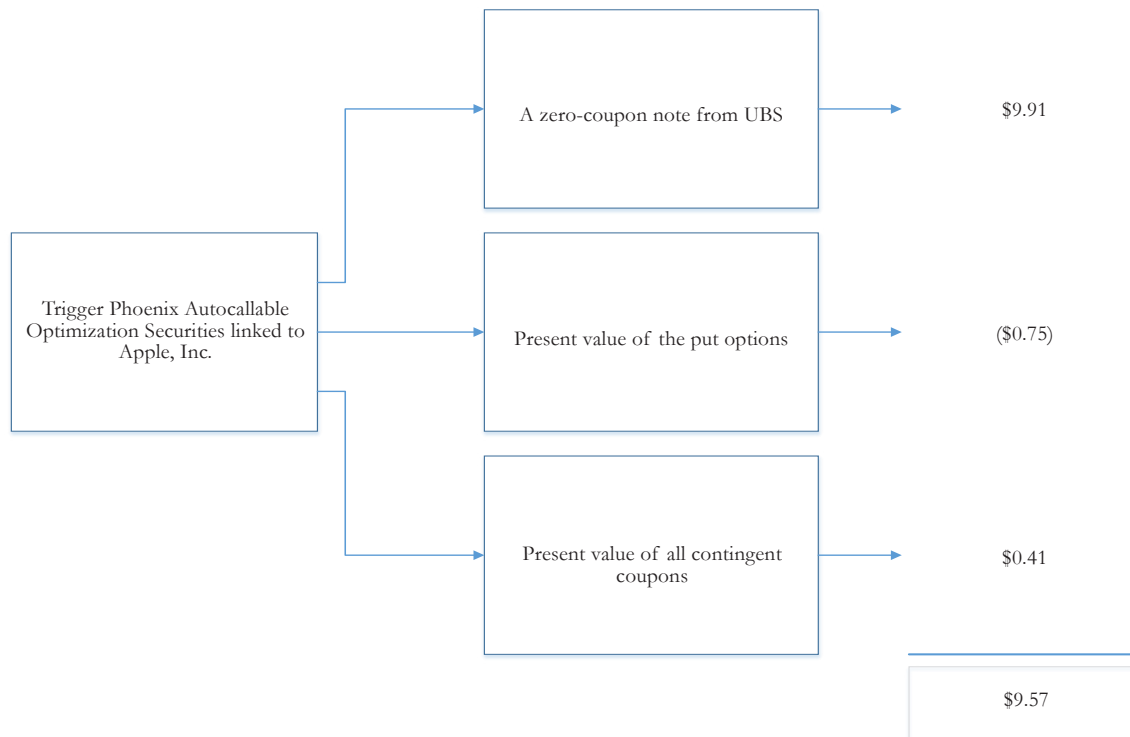 A zero-coupon note from UBS
$9.91
Trigger Phoenix Autocallable
Optimization Securities linked to
Apple, Inc.
Present value of the put options
($0.75)
Present value of all contingent
coupons
$0.41
$9.57